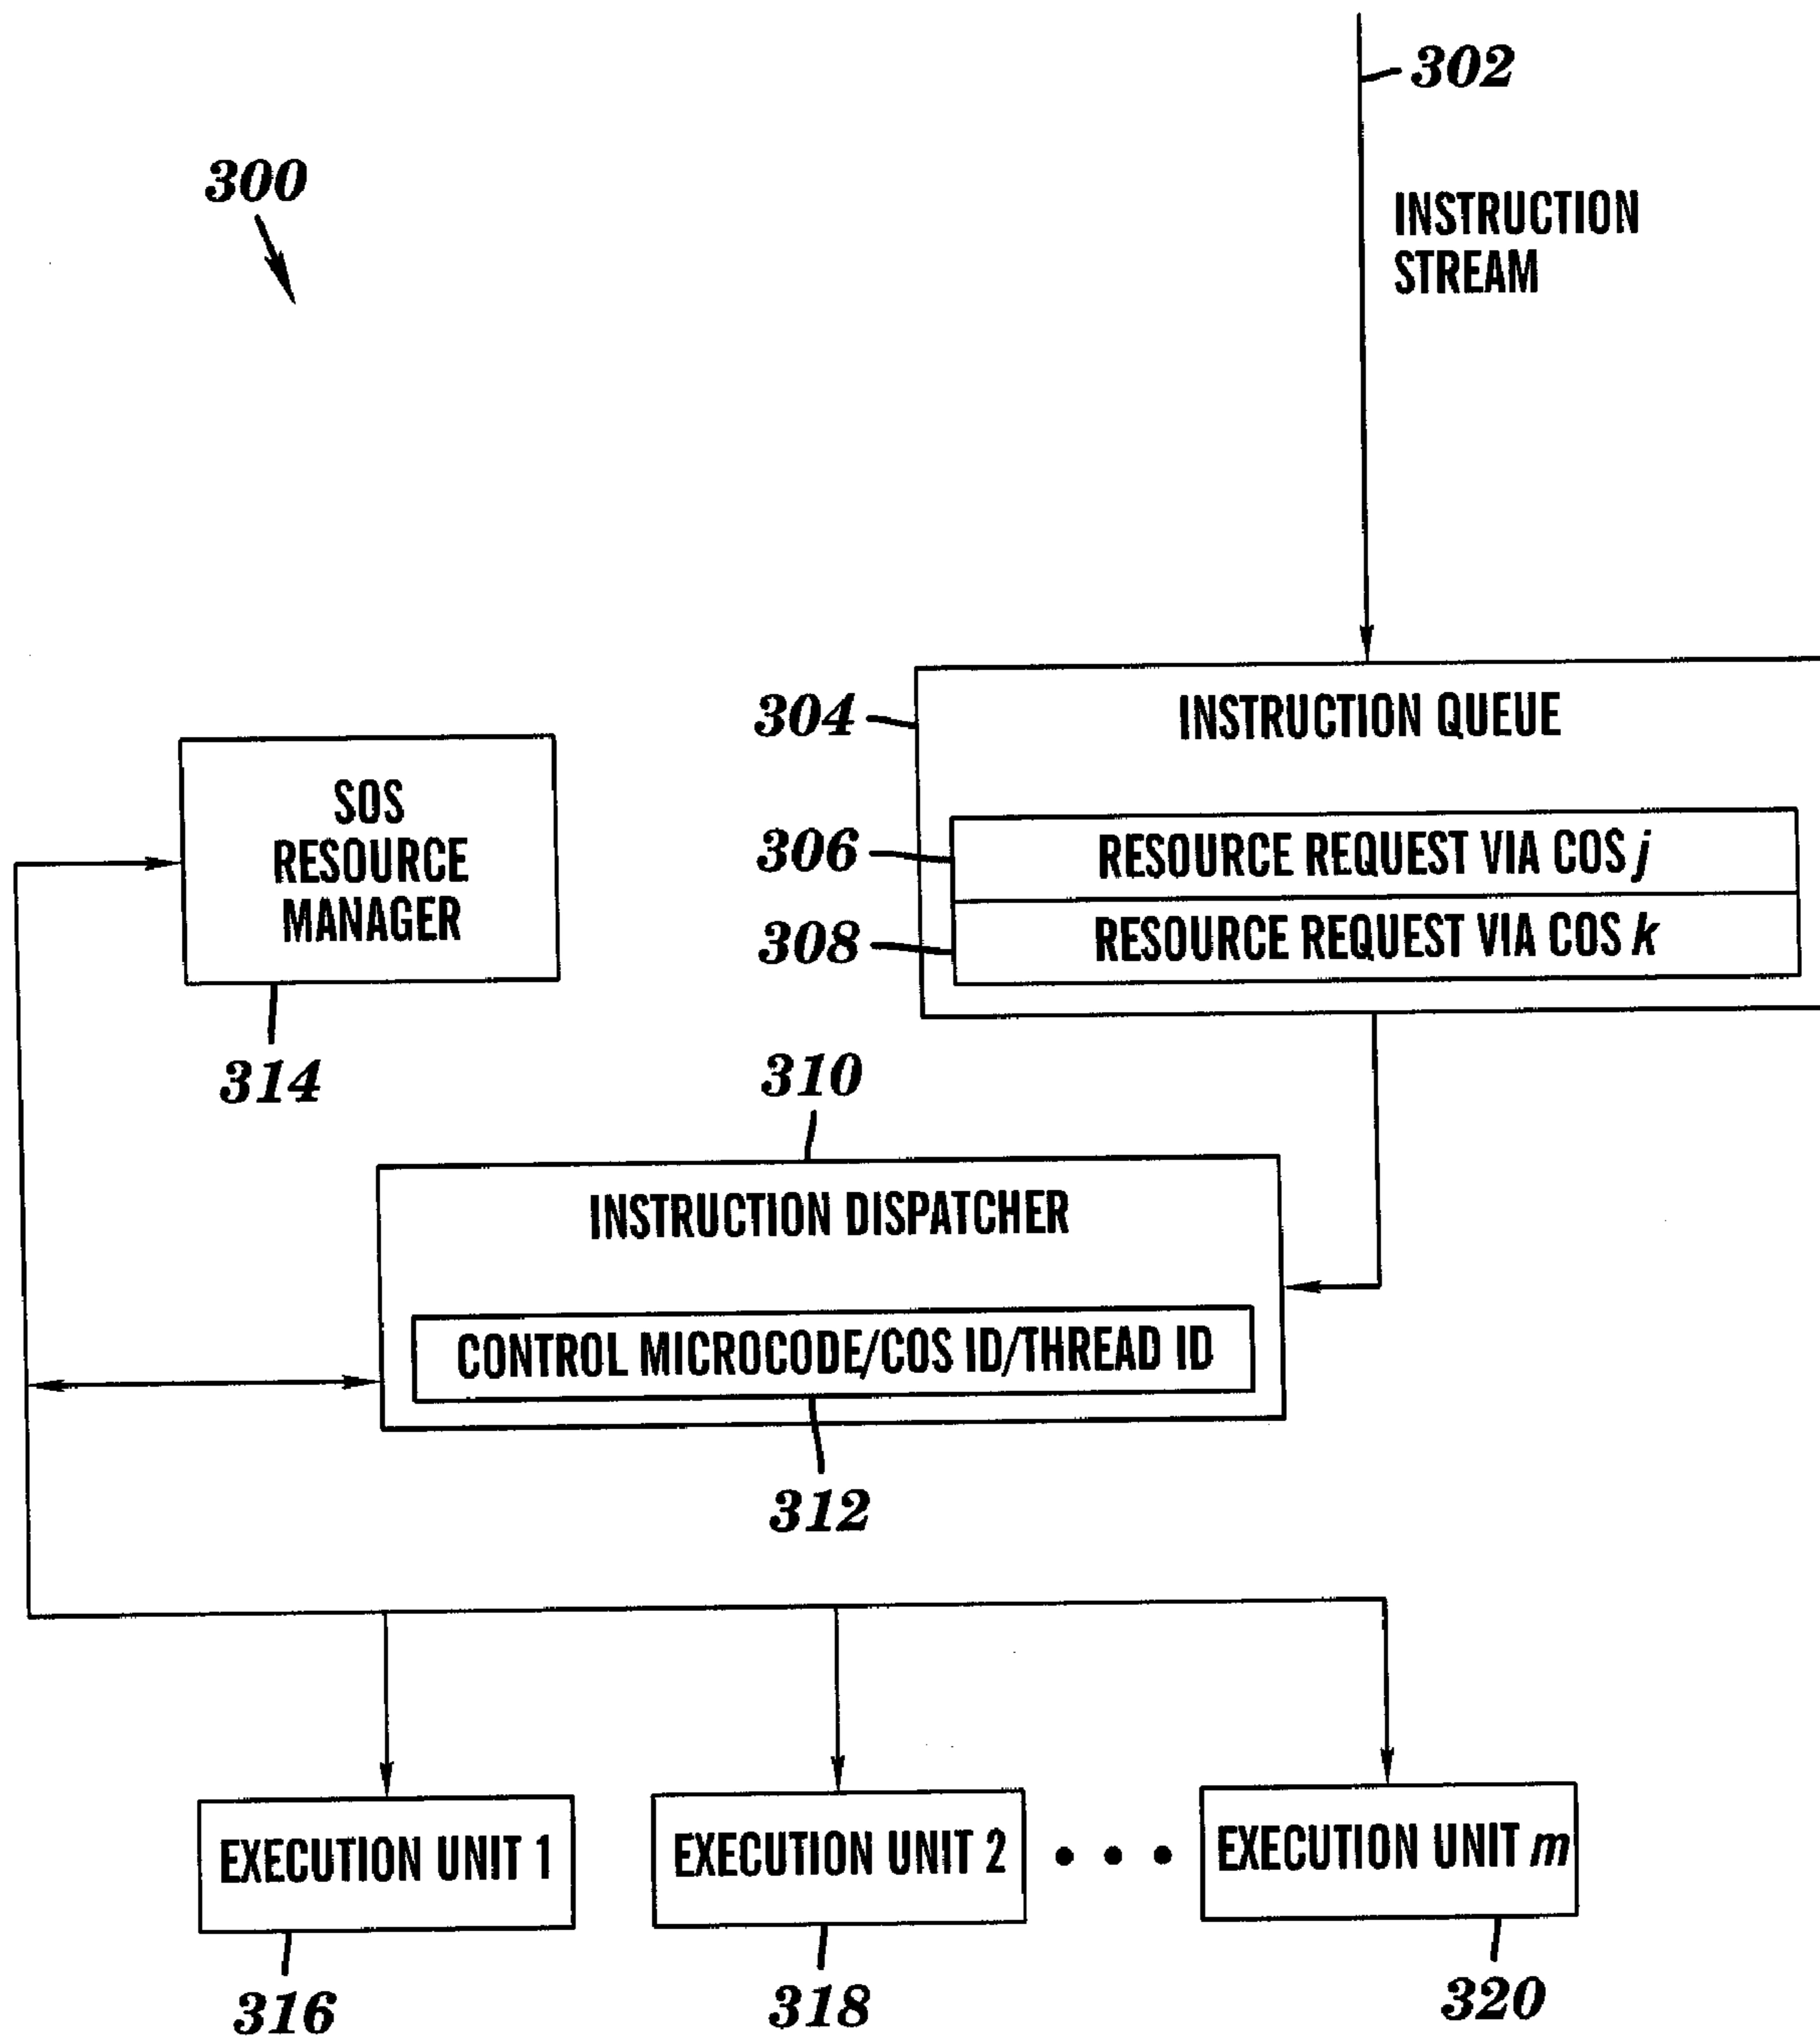 302
300
INSTRUCTION
STREAM
304
INSTRUCTION QUEUE
SOS
RESOURCE
MANAGER
306
RESOURCE REQUEST VIA COS j
308
RESOURCE REQUEST VIA COS k
314
310
INSTRUCTION DISPATCHER
CONTROL MICROCODE/COS ID/THREAD ID
312
EXECUTION UNIT 1
EXECUTION UNIT 2
• • •
EXECUTION UNIT m
316
318
320